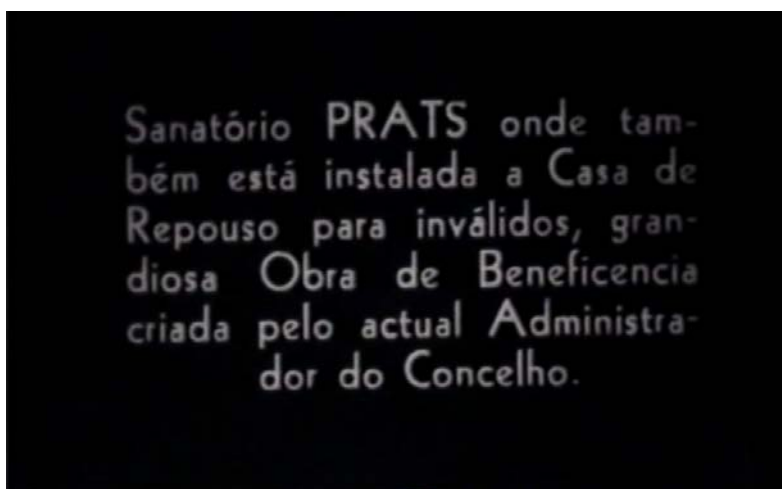 Sanatório PRATS onde tam-
bém está instalada a Casa de
Repouso para inválidos, gran-
diosa Obra de Beneficencia
criada pelo actual Administra-
dor do Concelho.